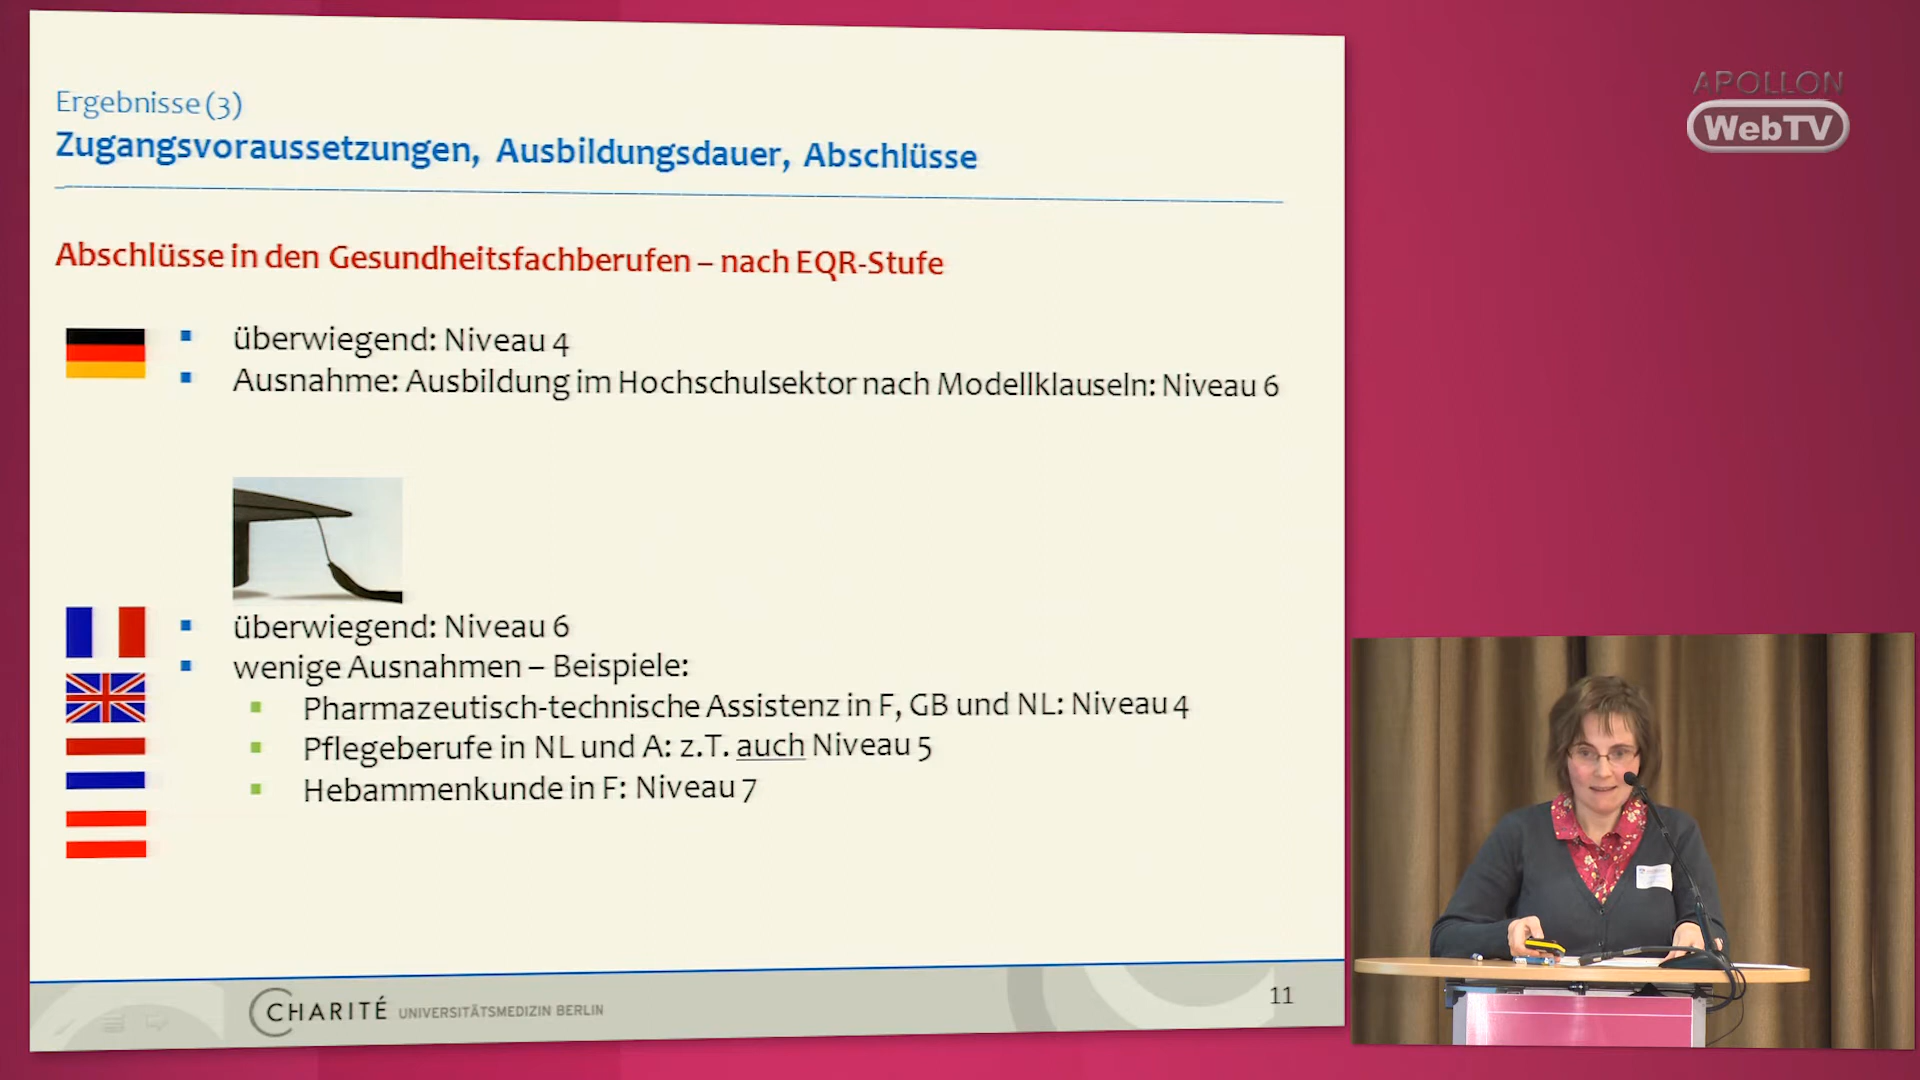 Ergebnisse (3)
Zugangsvoraussetzungen, Ausbildungsdauer, Abschlüsse
Abschlüsse in den Gesundheitsfachberufen – nach EQR-Stufe
überwiegend: Niveau 4
Ausnahme: Ausbildung im Hochschulsektor nach Modellklauseln: Niveau 6
überwiegend: Niveau 6
wenige Ausnahmen – Beispiele:
Pharmazeutisch-technische Assistenz in F, GB und NL: Niveau 4
Pflegeberufe in NL und A: z.T. auch Niveau 5
Hebammenkunde in F: Niveau 7
CHARITÉ UNIVERSITÄTSMEDIZIN BERLIN
11
APOLLON
WebTV